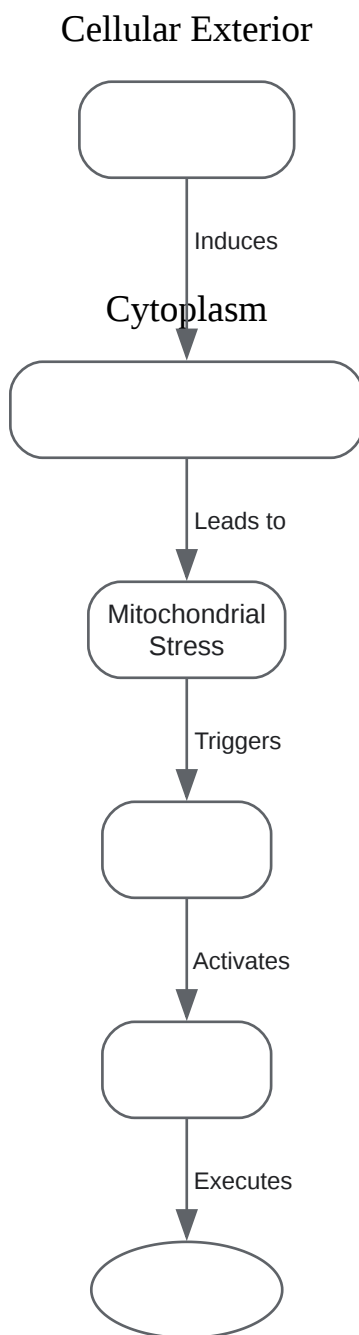 Cellular Exterior
Induces
Cytoplasm
Leads to
Mitochondrial
Stress
Triggers
Activates
Executes